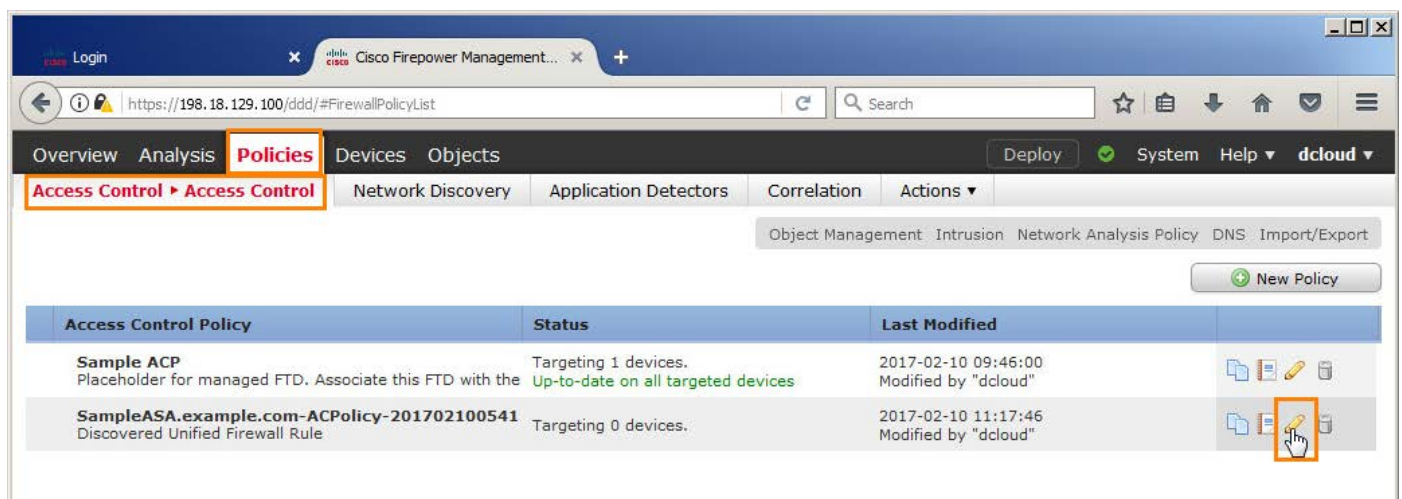 cisco Login
cisco Cisco Firepower Management...
https://198.18.129.100/ddd/#FirewallPolicyList
Search
Overview Analysis Policies Devices Objects Deploy System Help ▾ dcloud ▾
Access Control ▸ Access Control Network Discovery Application Detectors Correlation Actions ▾
Object Management Intrusion Network Analysis Policy DNS Import/Export
New Policy
Access Control Policy Status Last Modified
Sample ACP Targeting 1 devices. 2017-02-10 09:46:00
Placeholder for managed FTD. Associate this FTD with the Up-to-date on all targeted devices Modified by "dcloud"
SampleASA.example.com-ACPolicy-201702100541 Targeting 0 devices. 2017-02-10 11:17:46
Discovered Unified Firewall Rule Modified by "dcloud"